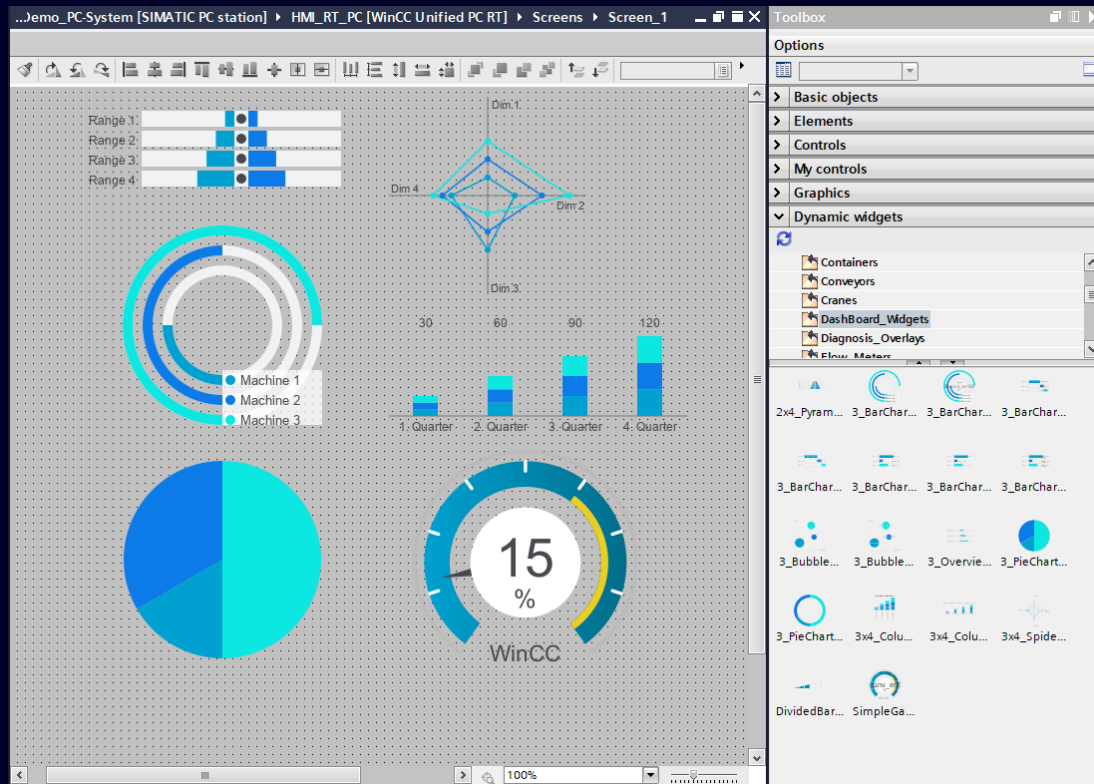 ...Demo_PC-System [SIMATIC PC station] ▸ HMI_RT_PC [WinCC Unified PC RT] ▸ Screens ▸ Screen_1
Range 1
Range 2
Range 3
Range 4
Dim 1
Dim 4
Dim 2
Dim 3
Machine 1
Machine 2
Machine 3
30 60 90 120
1. Quarter 2. Quarter 3. Quarter 4. Quarter
15
%
WinCC
100%
Toolbox
Options
Basic objects
Elements
Controls
My controls
Graphics
Dynamic widgets
Containers
Conveyors
Cranes
DashBoard_Widgets
Diagnosis_Overlays
Flow_Meters
2x4_Pyram... 3_BarChar... 3_BarChar... 3_BarChar...
3_BarChar... 3_BarChar... 3_BarChar... 3_BarChar...
3_Bubble... 3_Bubble... 3_Overvie... 3_PieChart...
3_PieChart... 3x4_Colu... 3x4_Colu... 3x4_Spide...
DividedBar... SimpleGa...